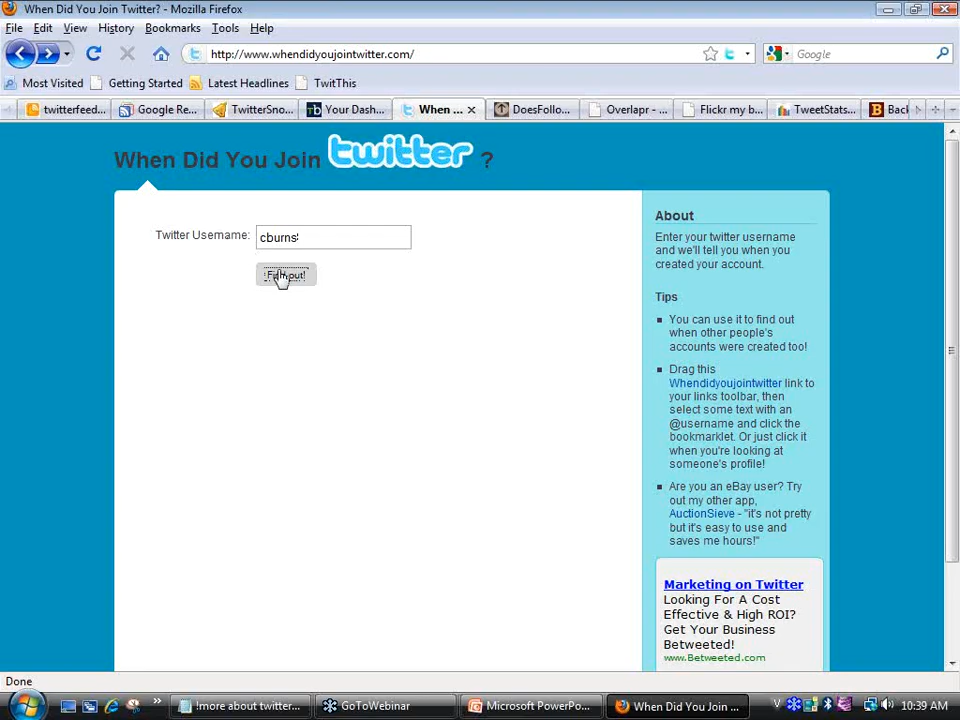 When Did You Join Twitter? - Mozilla Firefox
File Edit View History Bookmarks Tools Help
http://www.whendidyoujointwitter.com/
Google
Most Visited Getting Started Latest Headlines TwitThis
twitterfeed... Google Re... TwitterSno... Your Dash... When ... DoesFollo... Overlapr - ... Flickr my b... TweetStats... Back
When Did You Join twitter ?
Twitter Username: cburns'
out!
About
Enter your twitter username
and we'll tell you when you
created your account.
Tips
You can use it to find out
when other people's
accounts were created too!
Drag this
Whendidyoujointwitter link to
your links toolbar, then
select some text with an
@username and click the
bookmarklet. Or just click it
when you're looking at
someone's profile!
Are you an eBay user? Try
out my other app,
AuctionSieve - "it's not pretty
but it's easy to use and
saves me hours!"
Marketing on Twitter
Looking For A Cost
Effective & High ROI?
Get Your Business
Betweeted!
www.Betweeted.com
Done
!more about twitter... GoToWebinar Microsoft PowerPo... When Did You Join ... V 10:39 AM